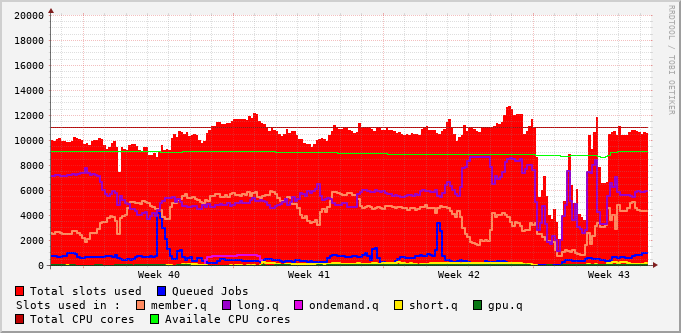 20000
18000
16000
14000
12000
10000
8000
6000
4000
2000
0
Week 40 Week 41 Week 42 Week 43
Total slots used Queued Jobs
Slots used in : member.q long.q ondemand.q short.q gpu.q
Total CPU cores Availale CPU cores
RRDTOOL / TOBI OETIKER